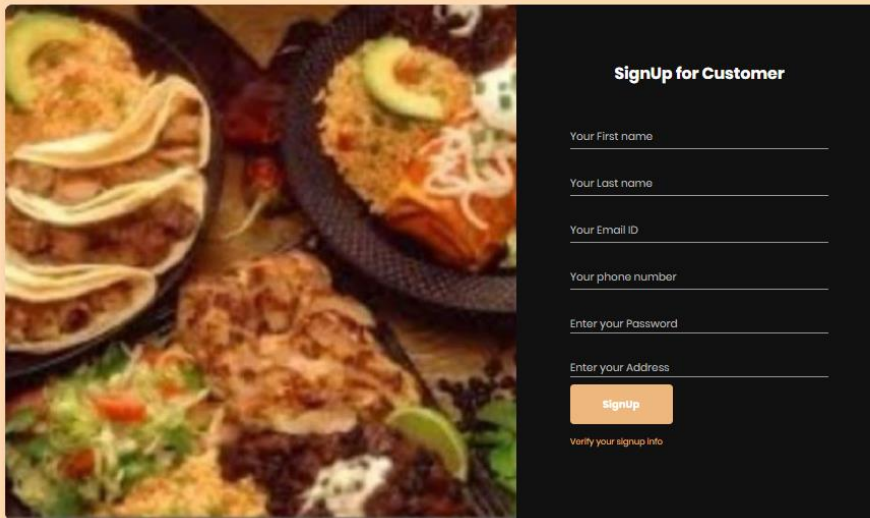 SignUp for Customer
Your First name
Your Last name
Your Email ID
Your phone number
Enter your Password
Enter your Address
SignUp
Verify your signup info